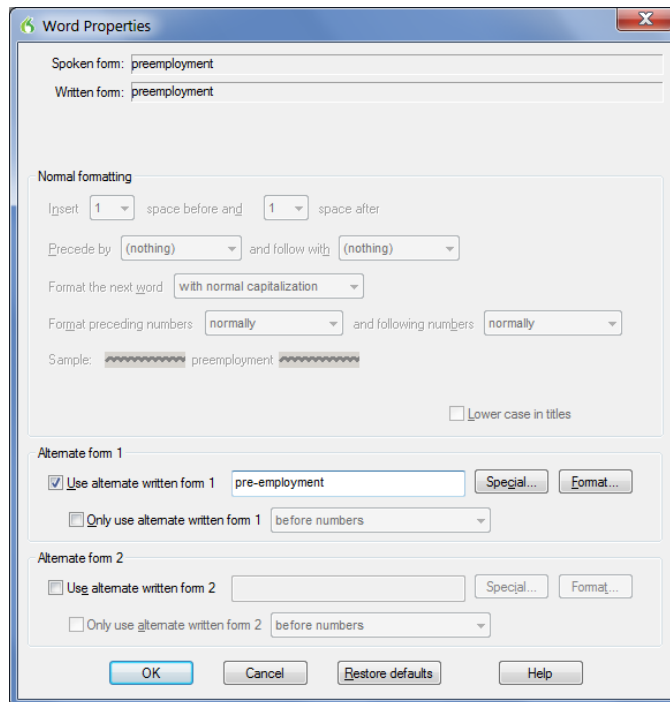 Word Properties
Spoken form: preemployment
Written form: preemployment
Normal formatting
Insert 1 space before and 1 space after
Precede by (nothing) and follow with (nothing)
Format the next word with normal capitalization
Format preceding numbers normally and following numbers normally
Sample: preemployment
Lower case in titles
Alternate form 1
Use alternate written form 1 pre-employment Special... Format...
Only use alternate written form 1 before numbers
Alternate form 2
Use alternate written form 2 Special... Format...
Only use alternate written form 2 before numbers
OK Cancel Restore defaults Help